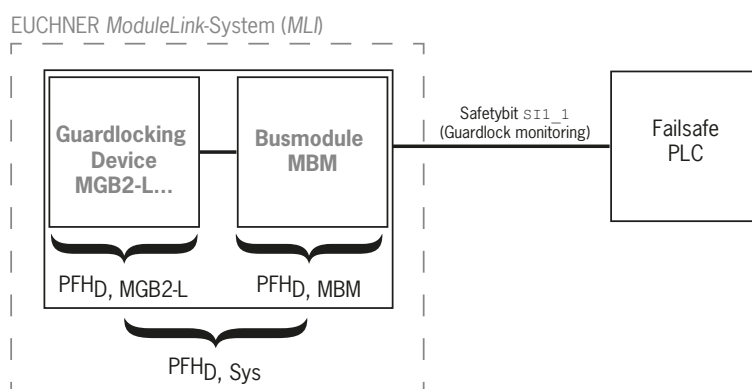 EUCHNER ModuleLink-System (MLI)
Guardlocking
Device
MGB2-L...
Busmodule
MBM
Safetybit SI1_1
(Guardlock monitoring)
Failsafe
PLC
PFHD, MGB2-L
PFHD, MBM
PFHD, Sys